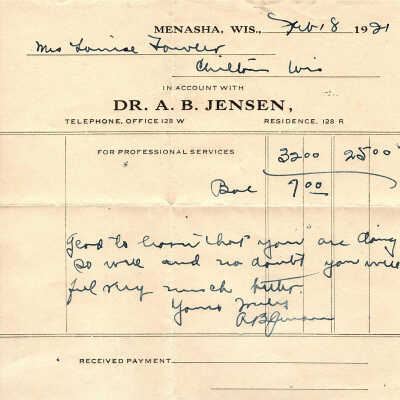 MENASHA, WIS., Feb 18 1921
Mrs Louise Fowler
Chilton Wis
IN ACCOUNT WITH
DR. A. B. JENSEN,
TELEPHONE, OFFICE 128 W RESIDENCE, 128 R
FOR PROFESSIONAL SERVICES 32 00 25 00
Bal 7 00
Glad to learn that you are doing
so well and no doubt you will
feel very much better.
Yours truly
A B Jensen
RECEIVED PAYMENT